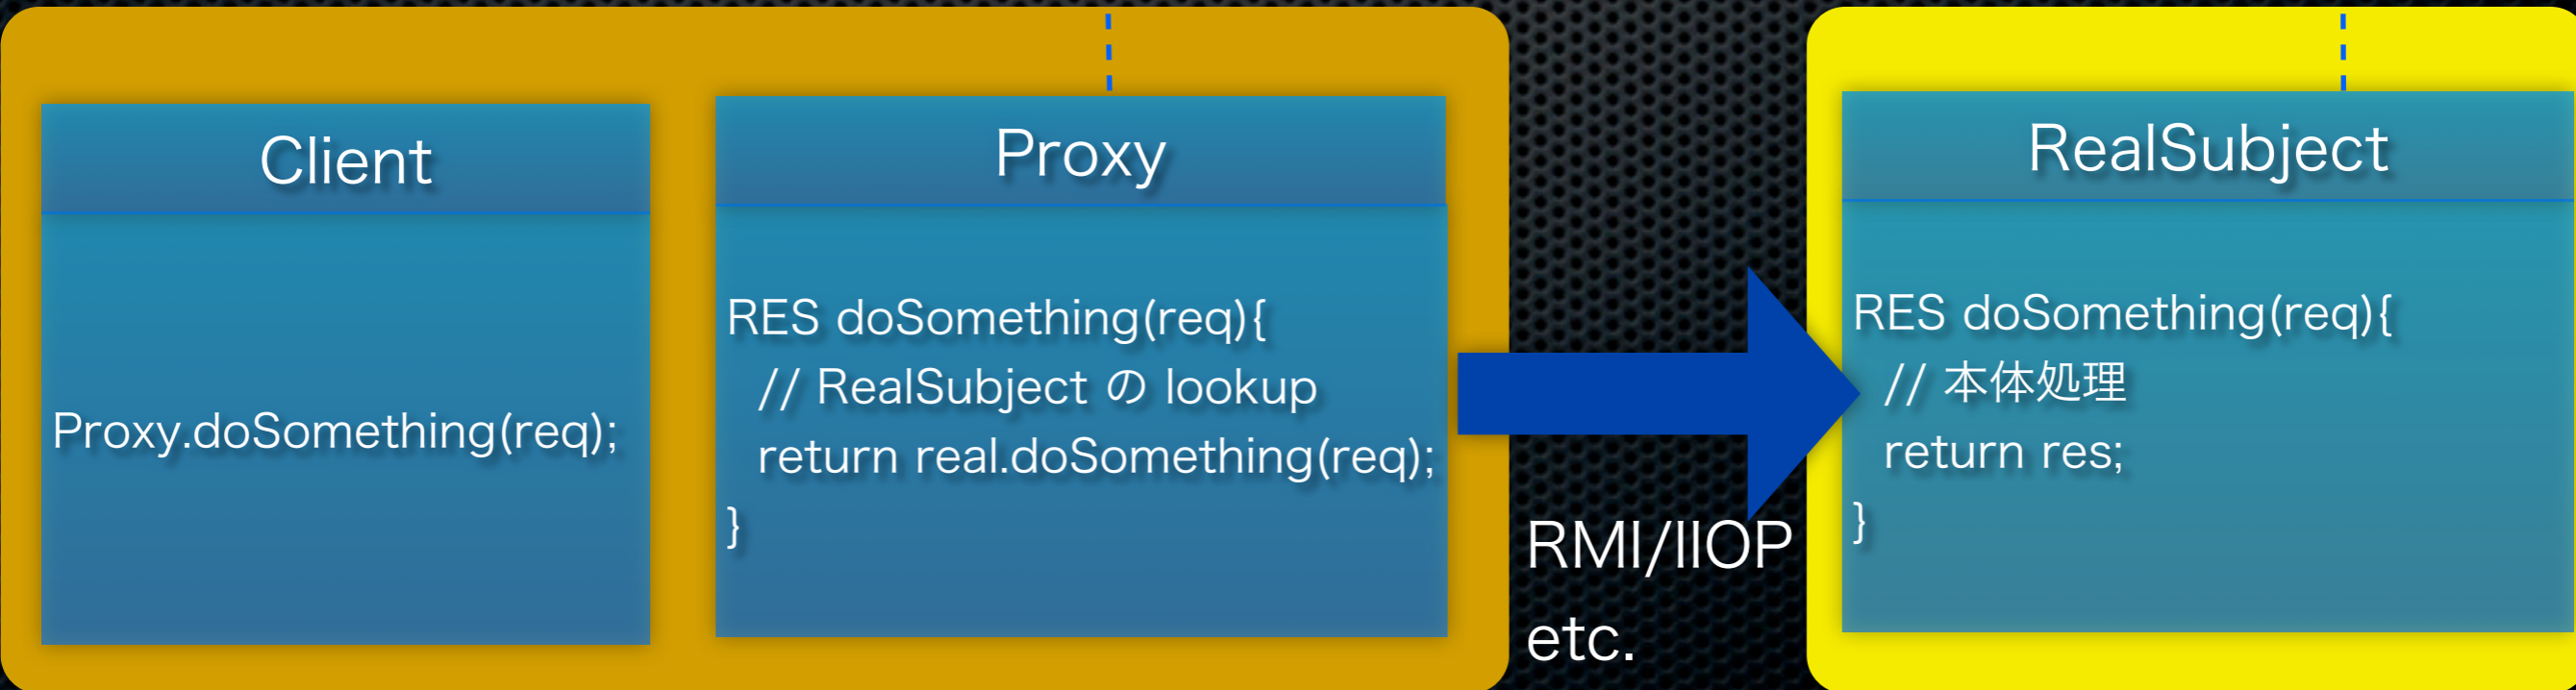 Client
Proxy.doSomething(req);
Proxy
RES doSomething(req){
// RealSubject の lookup
return real.doSomething(req);
}
RMI/IIOP
etc.
RealSubject
RES doSomething(req){
// 本体処理
return res;
}